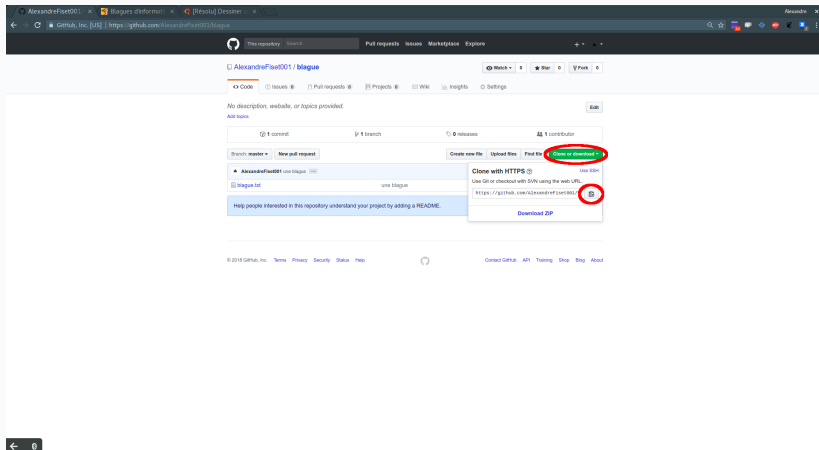 AlexandreFiset001 Blagues d'informati [Résolu] Dessiner Alexandre
GitHub, Inc. [US] | https://github.com/AlexandreFiset001/blague
This repository Search Pull requests Issues Marketplace Explore
AlexandreFiset001 / blague Watch 0 Star 0 Fork 0
Code Issues 0 Pull requests 0 Projects 0 Wiki Insights Settings
No description, website, or topics provided. Edit
Add topics
1 commit 1 branch 0 releases 1 contributor
Branch: master New pull request Create new file Upload files Find file Clone or download
AlexandreFiset001 une blague
Clone with HTTPS Use SSH
Use Git or checkout with SVN using the web URL.
blague.txt une blague
https://github.com/AlexandreFiset001/
Help people interested in this repository understand your project by adding a README.
Download ZIP
© 2018 GitHub, Inc. Terms Privacy Security Status Help Contact GitHub API Training Shop Blog About